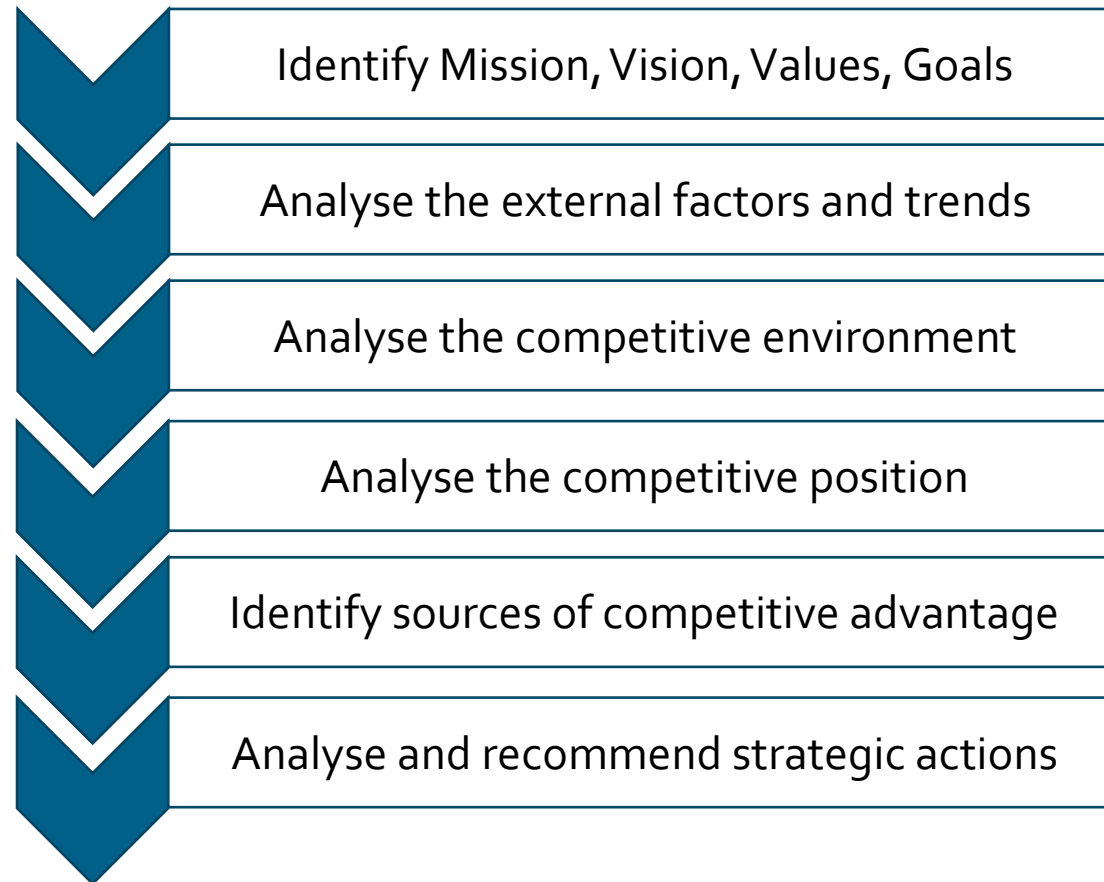 Identify Mission, Vision, Values, Goals
Analyse the external factors and trends
Analyse the competitive environment
Analyse the competitive position
Identify sources of competitive advantage
Analyse and recommend strategic actions